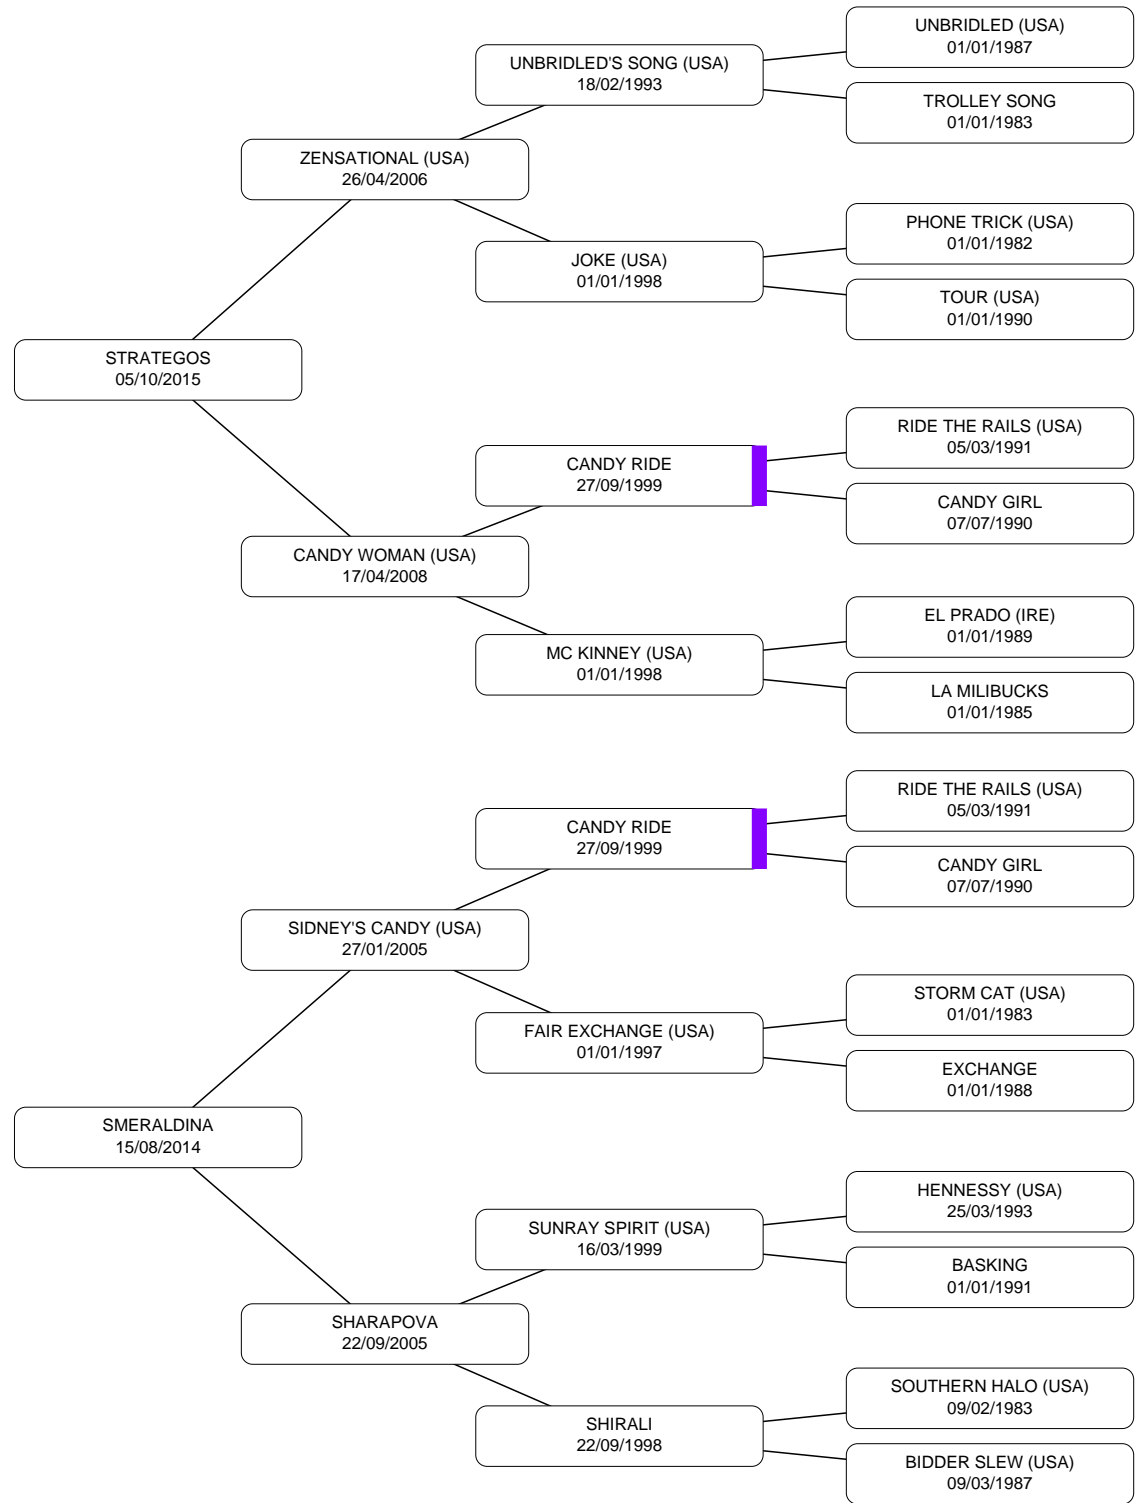 UNBRIDLED (USA)
01/01/1987
UNBRIDLED'S SONG (USA)
18/02/1993
TROLLEY SONG
01/01/1983
ZENSATIONAL (USA)
26/04/2006
PHONE TRICK (USA)
01/01/1982
JOKE (USA)
01/01/1998
TOUR (USA)
01/01/1990
STRATEGOS
05/10/2015
RIDE THE RAILS (USA)
05/03/1991
CANDY RIDE
27/09/1999
CANDY GIRL
07/07/1990
CANDY WOMAN (USA)
17/04/2008
EL PRADO (IRE)
01/01/1989
MC KINNEY (USA)
01/01/1998
LA MILIBUCKS
01/01/1985
RIDE THE RAILS (USA)
05/03/1991
CANDY RIDE
27/09/1999
CANDY GIRL
07/07/1990
SIDNEY'S CANDY (USA)
27/01/2005
STORM CAT (USA)
01/01/1983
FAIR EXCHANGE (USA)
01/01/1997
EXCHANGE
01/01/1988
SMERALDINA
15/08/2014
HENNESSY (USA)
25/03/1993
SUNRAY SPIRIT (USA)
16/03/1999
BASKING
01/01/1991
SHARAPOVA
22/09/2005
SOUTHERN HALO (USA)
09/02/1983
SHIRALI
22/09/1998
BIDDER SLEW (USA)
09/03/1987